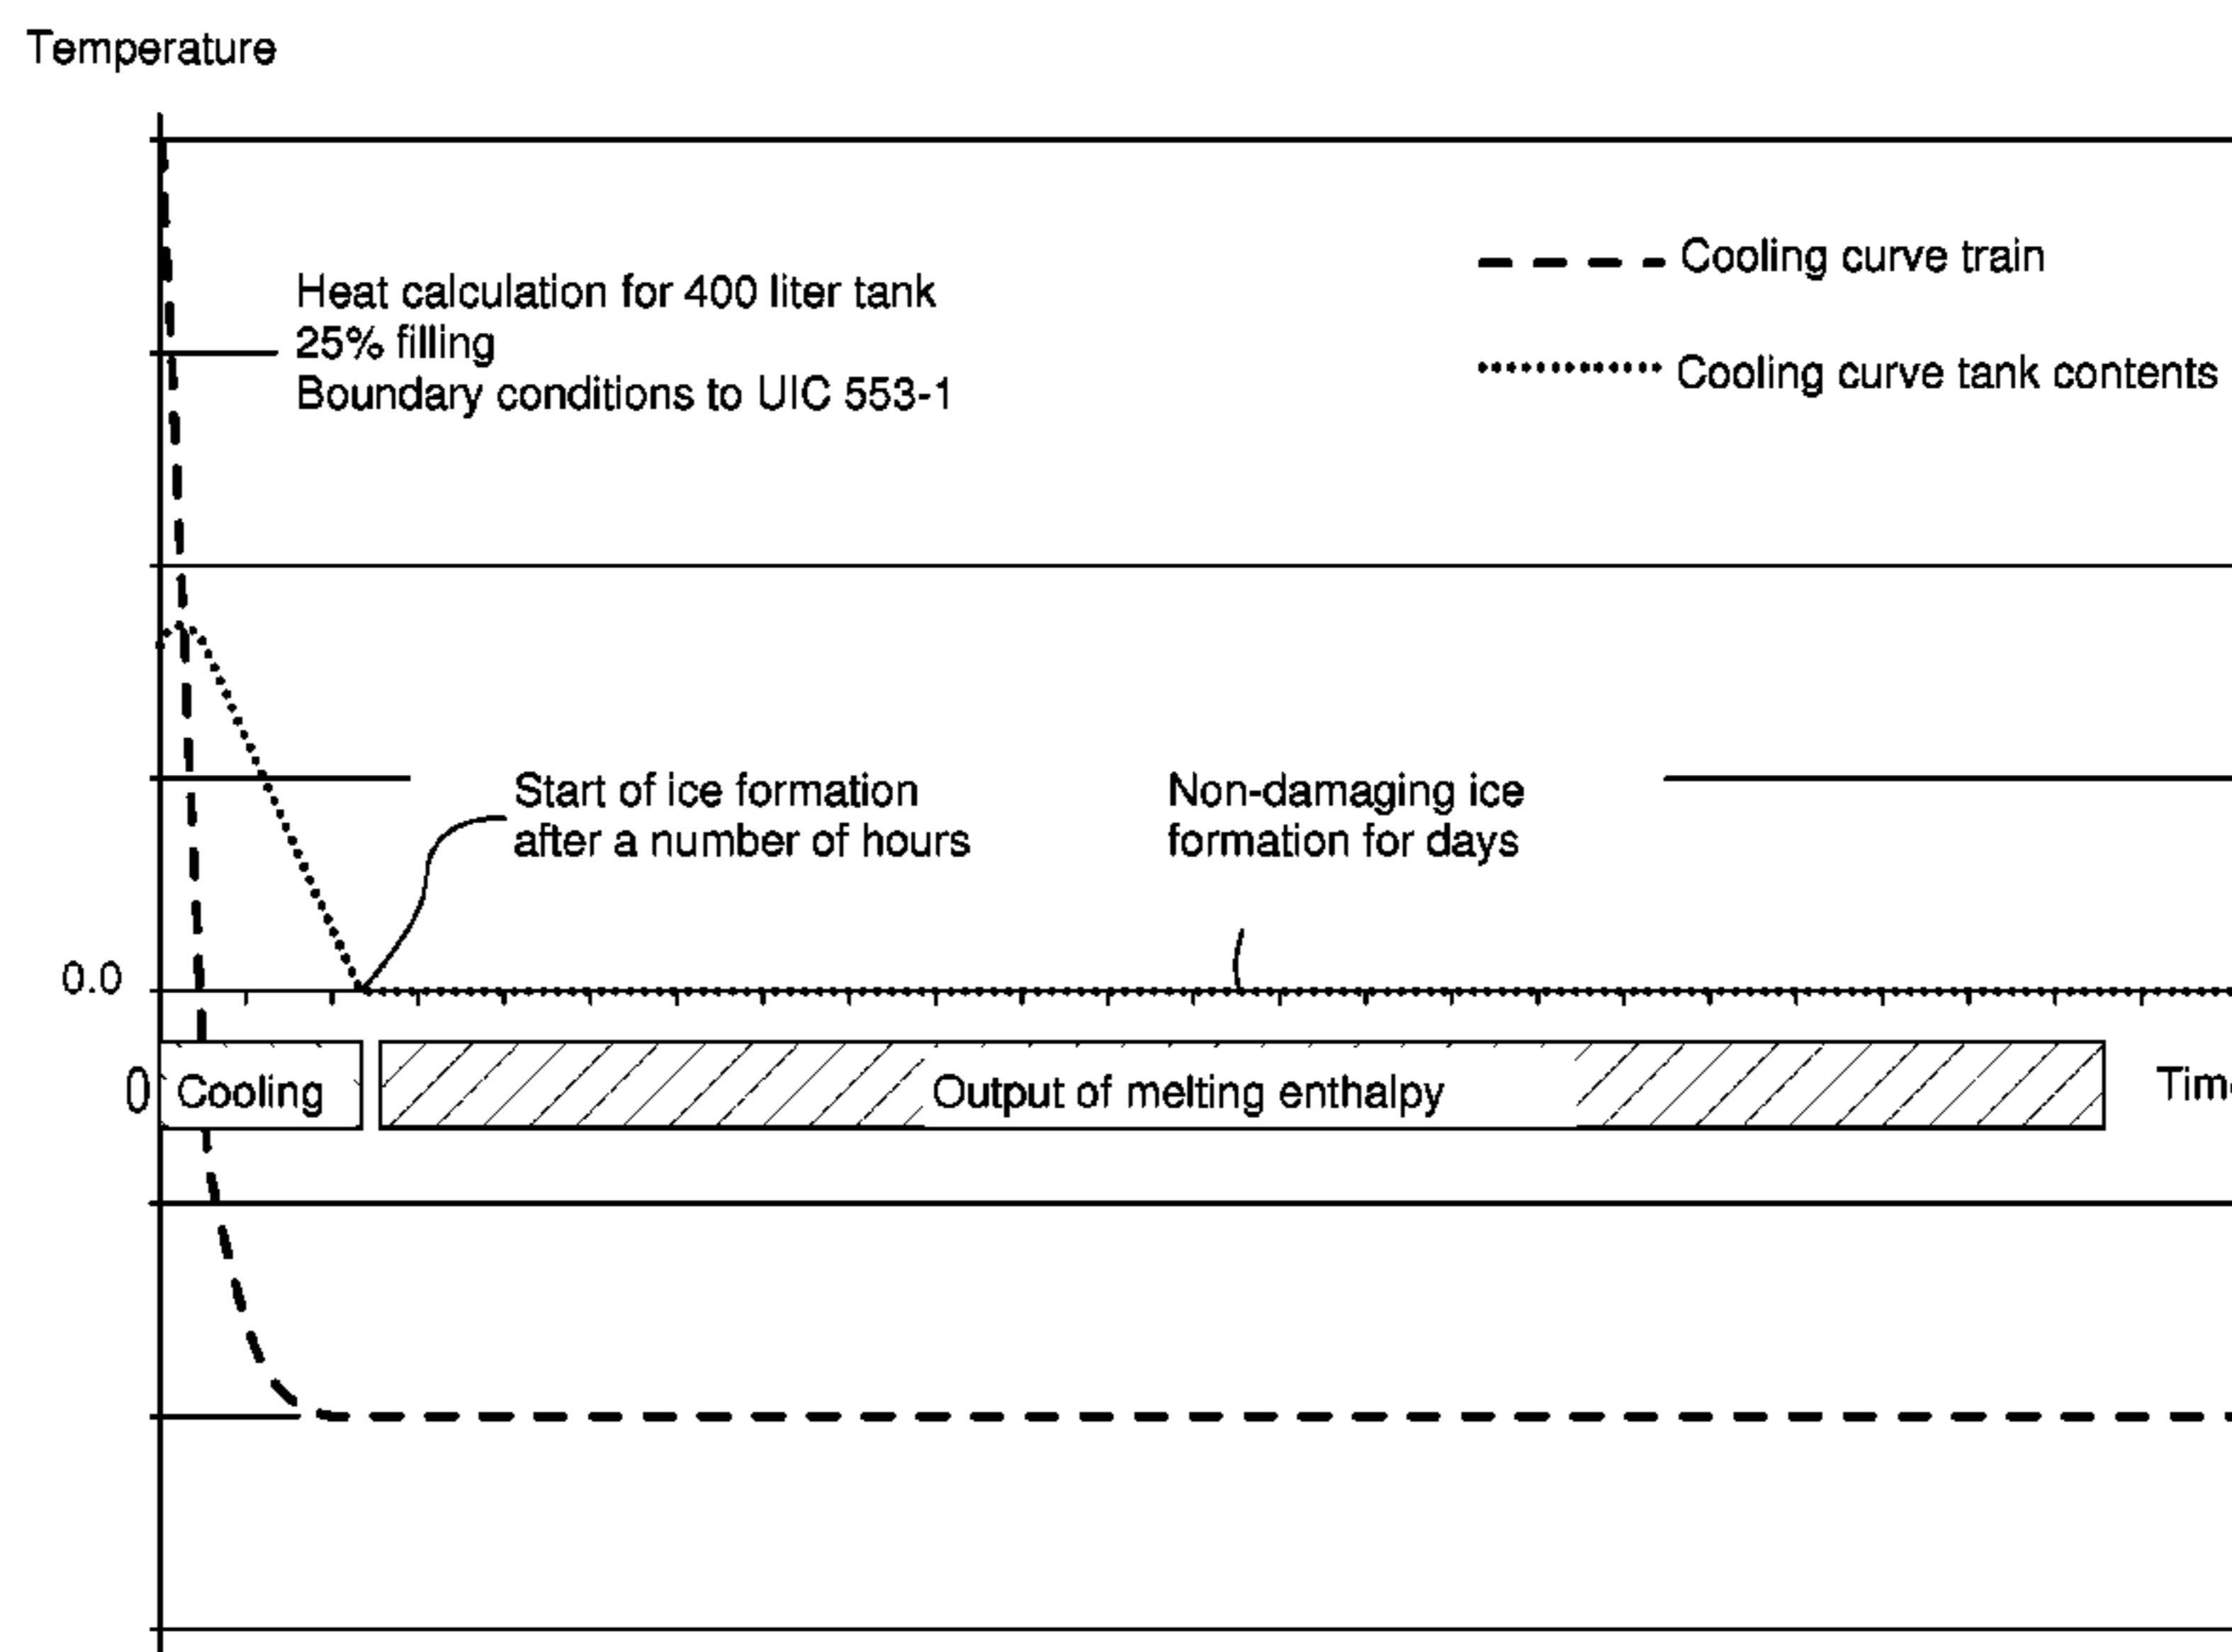 Temperature
Cooling curve train
Heat calculation for 400 liter tank
25% filling
Boundary conditions to UIC 553-1
Cooling curve tank contents
Start of ice formation
after a number of hours
Non-damaging ice
formation for days
0.0
0
Cooling
Output of melting enthalpy